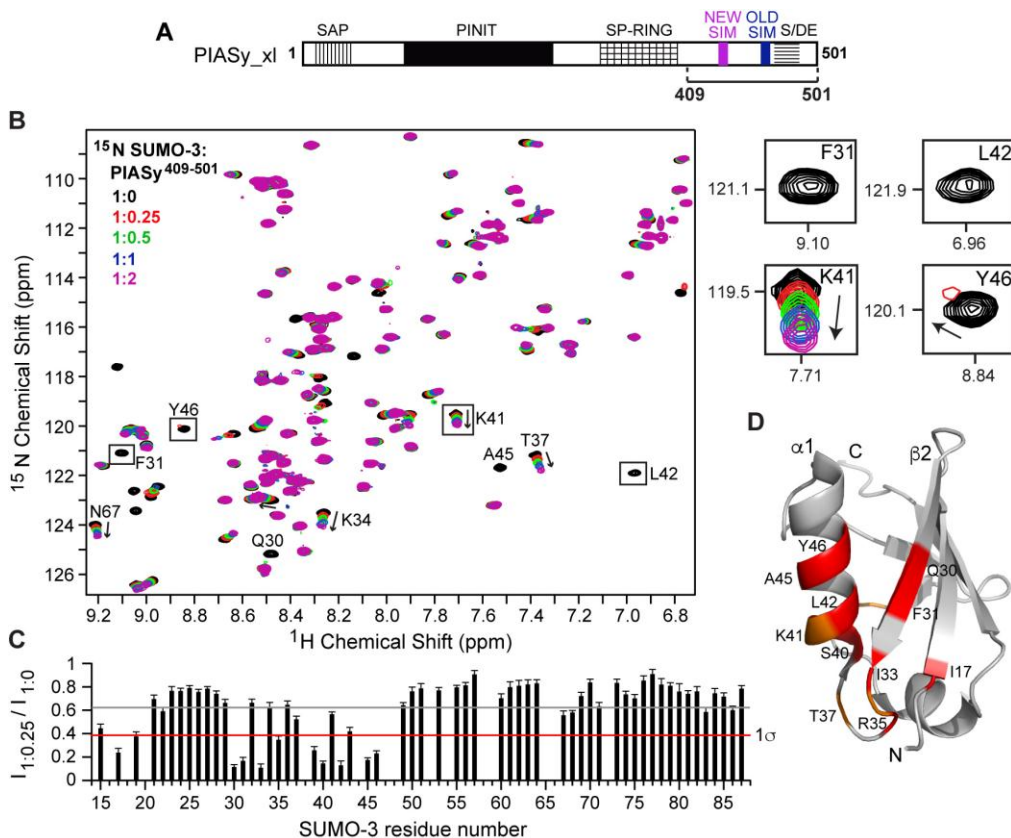 A
SAP PINIT SP-RING NEW SIM OLD SIM S/DE
PIASy_xl 1 501
409 501
B
¹⁵N SUMO-3:
PIASy⁴⁰⁹⁻⁵⁰¹
1:0
1:0.25
1:0.5
1:1
1:2
¹⁵N Chemical Shift (ppm)
110
112
114
116
118
120
122
124
126
Y46
F31
K41
A45
T37
L42
N67
K34
Q30
9.2 9.0 8.8 8.6 8.4 8.2 8.0 7.8 7.6 7.4 7.2 7.0 6.8
¹H Chemical Shift (ppm)
F31
121.1
9.10
L42
121.9
6.96
K41
119.5
7.71
Y46
120.1
8.84
C
I 1:0.25 / I 1:0
1
0.8
0.6
0.4
0.2
0
1σ
15 20 25 30 35 40 45 50 55 60 65 70 75 80 85
SUMO-3 residue number
D
α1 C β2
Y46
Q30
A45
L42
F31
K41
S40
I33 I17
T37
R35
N